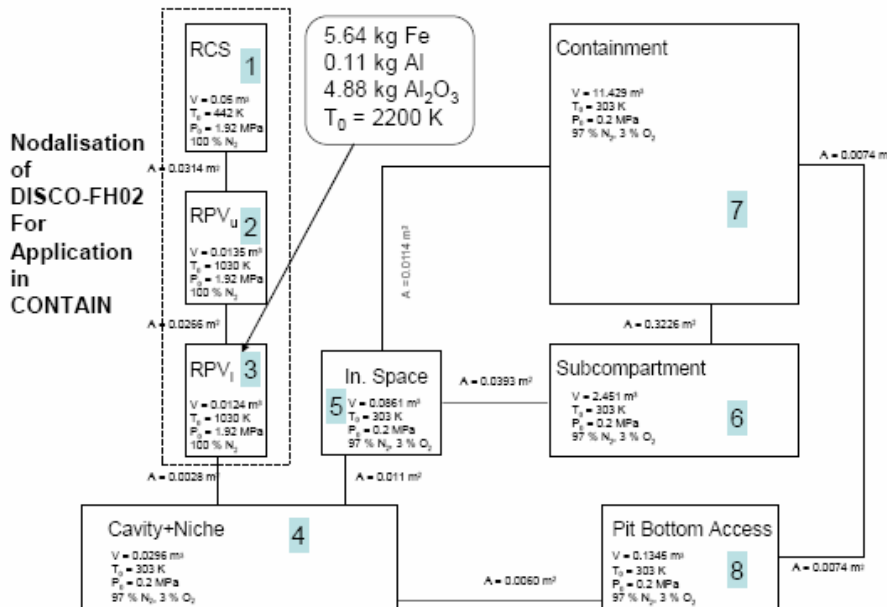 Nodalisation
of
DISCO-FH02
For
Application
in
CONTAIN
RCS
1
V = 0.05 m³
T₀ = 442 K
P₀ = 1.92 MPa
100 % N₂
A = 0.0314 m²
RPVᵤ
2
V = 0.0135 m³
T₀ = 1030 K
P₀ = 1.92 MPa
100 % N₂
A = 0.0266 m²
RPVₗ
3
V = 0.0124 m³
T₀ = 1030 K
P₀ = 1.92 MPa
100 % N₂
A = 0.0028 m²
5.64 kg Fe
0.11 kg Al
4.88 kg Al₂O₃
T₀ = 2200 K
Containment
V = 11.429 m³
T₀ = 303 K
P₀ = 0.2 MPa
97 % N₂, 3 % O₂
7
A = 0.0074 m²
A = 0.0114 m²
A = 0.3226 m²
In. Space
5
V = 0.0861 m³
T₀ = 303 K
P₀ = 0.2 MPa
97 % N₂, 3 % O₂
A = 0.0393 m²
A = 0.011 m²
Subcompartment
V = 2.451 m³
T₀ = 303 K
P₀ = 0.2 MPa
97 % N₂, 3 % O₂
6
Cavity+Niche
4
V = 0.0296 m³
T₀ = 303 K
P₀ = 0.2 MPa
97 % N₂, 3 % O₂
A = 0.0060 m²
Pit Bottom Access
V = 0.1345 m³
T₀ = 303 K
P₀ = 0.2 MPa
97 % N₂, 3 % O₂
8
A = 0.0074 m²